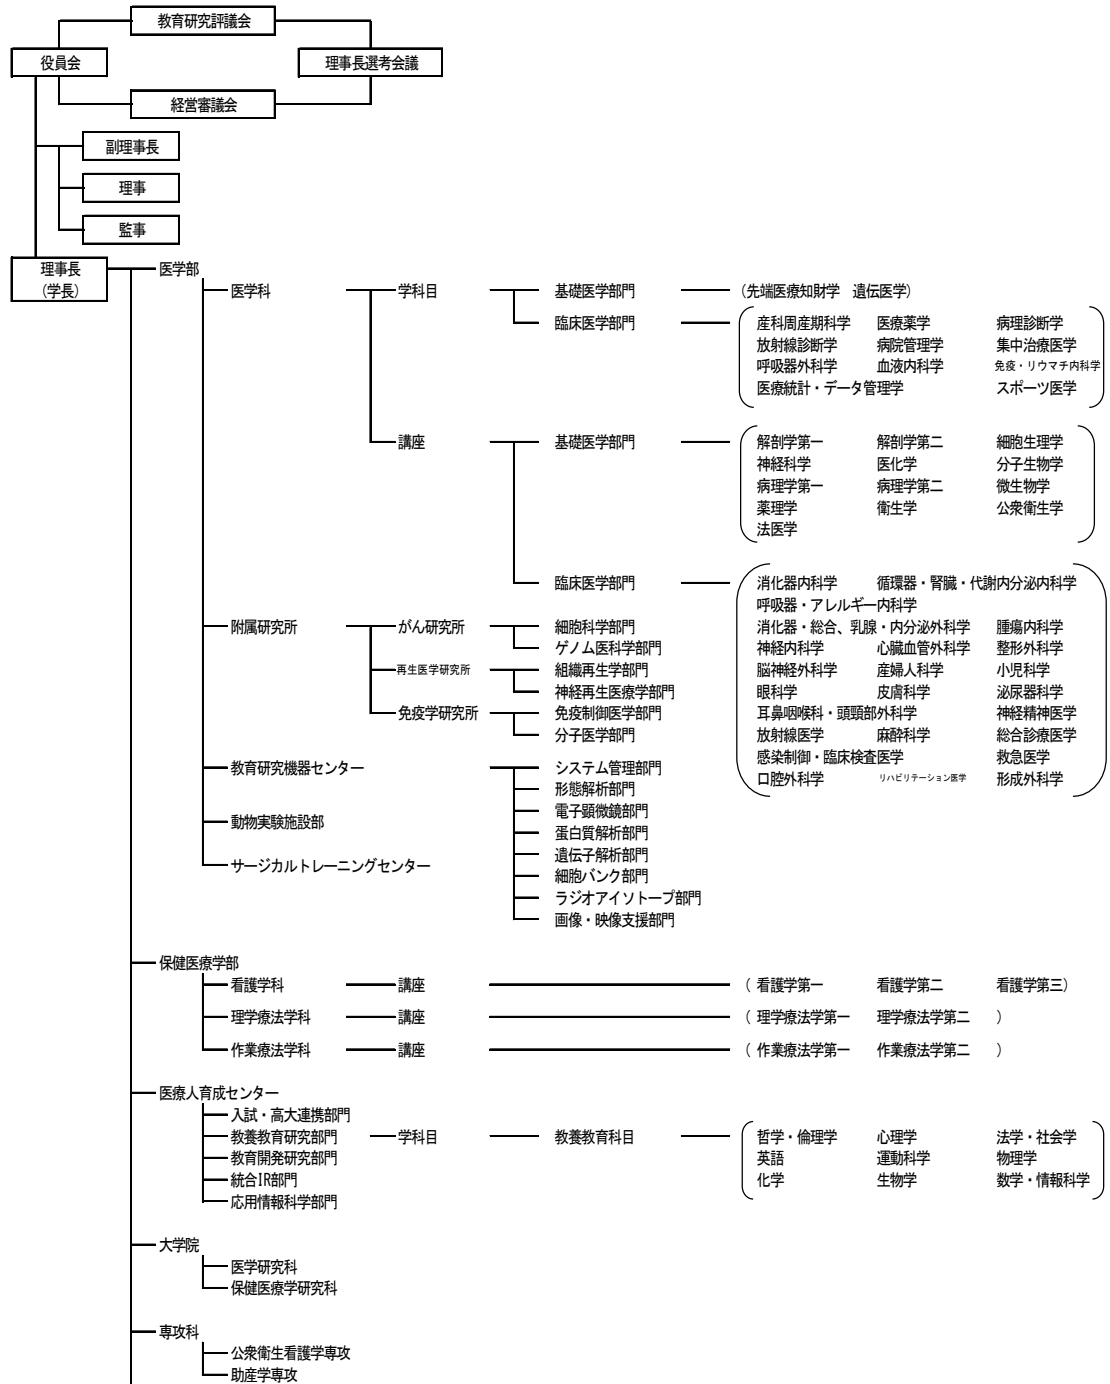 教育研究評議会
役員会　理事長選考会議
経営審議会
副理事長
理事
監事
理事長　医学部
(学長)
医学科　学科目　基礎医学部門　(先端医療知財学　遺伝医学)
臨床医学部門　産科周産期科学　医療薬学　病理診断学
放射線診断学　病院管理学　集中治療医学
呼吸器外科学　血液内科学　免疫・リウマチ内科学
医療統計・データ管理学　スポーツ医学
講座　基礎医学部門　解剖学第一　解剖学第二　細胞生理学
神経科学　医化学　分子生物学
病理学第一　病理学第二　微生物学
薬理学　衛生学　公衆衛生学
法医学
臨床医学部門　消化器内科学　循環器・腎臓・代謝内分泌内科学
呼吸器・アレルギー内科学
附属研究所　がん研究所　細胞科学部門　消化器・総合、乳腺・内分泌外科学　腫瘍内科学
ゲノム医科学部門　神経内科学　心臓血管外科学　整形外科学
再生医学研究所　組織再生学部門　脳神経外科学　産婦人科学　小児科学
神経再生医療学部門　眼科学　皮膚科学　泌尿器科学
免疫学研究所　免疫制御医学部門　耳鼻咽喉科・頭頸部外科学　神経精神医学
分子医学部門　放射線医学　麻酔科学　総合診療医学
感染制御・臨床検査医学　救急医学
教育研究機器センター　システム管理部門　口腔外科学　リハビリテーション医学　形成外科学
形態解析部門
電子顕微鏡部門
動物実験施設部
蛋白質解析部門
遺伝子解析部門
サージカルトレーニングセンター
細胞バンク部門
ラジオアイソトープ部門
画像・映像支援部門
保健医療学部
看護学科　講座　( 看護学第一　看護学第二　看護学第三)
理学療法学科　講座　( 理学療法学第一　理学療法学第二　)
作業療法学科　講座　( 作業療法学第一　作業療法学第二　)
医療人育成センター
入試・高大連携部門
教養教育研究部門　学科目　教養教育科目　哲学・倫理学　心理学　法学・社会学
教育開発研究部門　英語　運動科学　物理学
統合IR部門　化学　生物学　数学・情報科学
応用情報科学部門
大学院
医学研究科
保健医療学研究科
専攻科
公衆衛生看護学専攻
助産学専攻